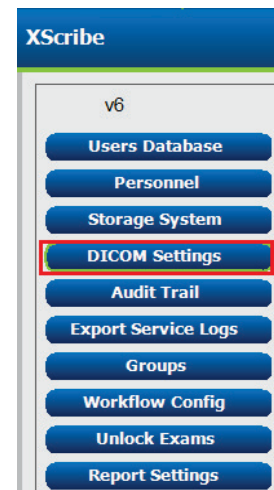 XScribe
v6
Users Database
Personnel
Storage System
DICOM Settings
Audit Trail
Export Service Logs
Groups
Workflow Config
Unlock Exams
Report Settings